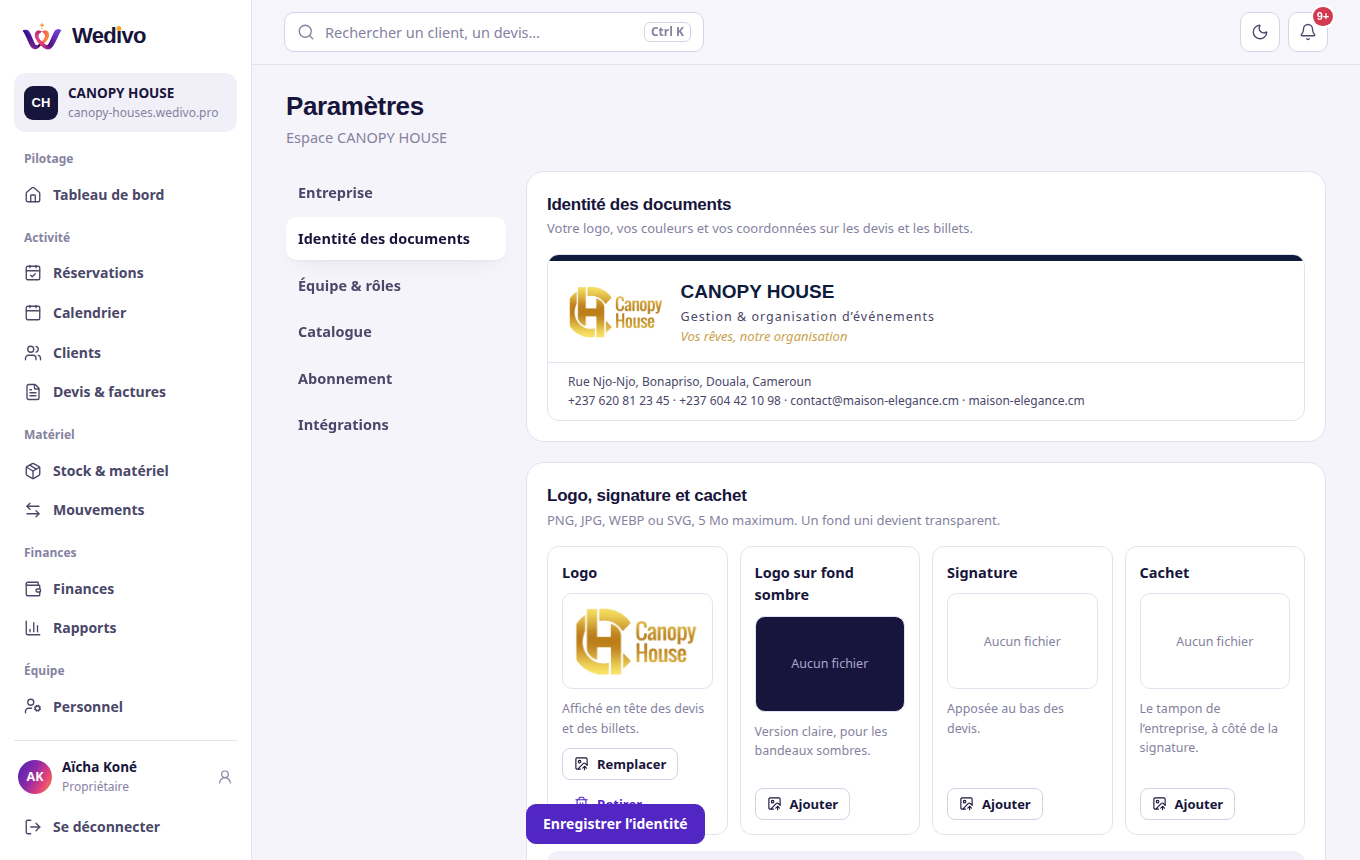 Wedivo
CH
CANOPY HOUSE
canopy-houses.wedivo.pro
Pilotage
Tableau de bord
Activité
Réservations
Calendrier
Clients
Devis & factures
Matériel
Stock & matériel
Mouvements
Finances
Finances
Rapports
Équipe
Personnel
AK
Aïcha Koné
Propriétaire
Se déconnecter
Rechercher un client, un devis…
Ctrl K
9+
Paramètres
Espace CANOPY HOUSE
Entreprise
Identité des documents
Équipe & rôles
Catalogue
Abonnement
Intégrations
Identité des documents
Votre logo, vos couleurs et vos coordonnées sur les devis et les billets.
Canopy
House
CANOPY HOUSE
Gestion & organisation d’événements
Vos rêves, notre organisation
Rue Njo-Njo, Bonapriso, Douala, Cameroun
+237 620 81 23 45 · +237 604 42 10 98 · contact@maison-elegance.cm · maison-elegance.cm
Logo, signature et cachet
PNG, JPG, WEBP ou SVG, 5 Mo maximum. Un fond uni devient transparent.
Logo
Canopy
House
Affiché en tête des devis
et des billets.
Remplacer
Retirer
Logo sur fond
sombre
Aucun fichier
Version claire, pour les
bandeaux sombres.
Ajouter
Signature
Aucun fichier
Apposée au bas des
devis.
Ajouter
Cachet
Aucun fichier
Le tampon de
l’entreprise, à côté de la
signature.
Ajouter
Enregistrer l’identité